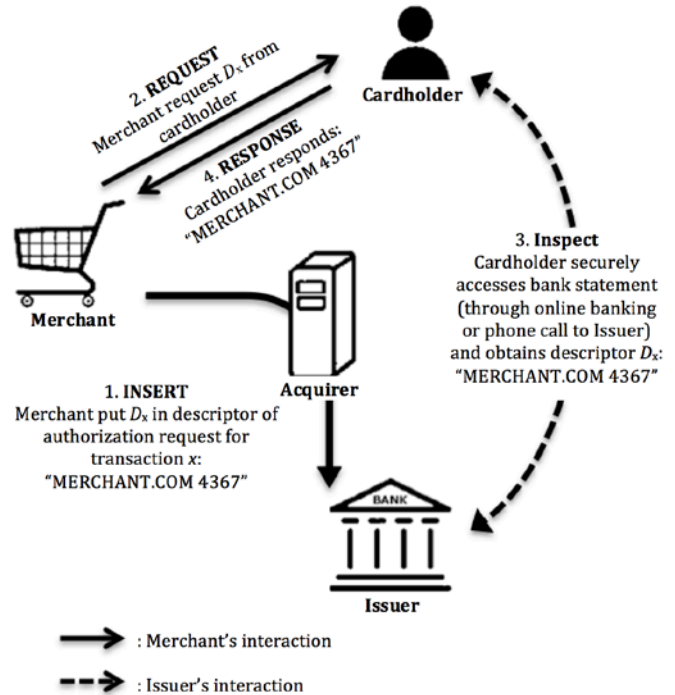 2. REQUEST
Merchant request Dₓ from
cardholder
4. RESPONSE
Cardholder responds:
“MERCHANT.COM 4367”
Cardholder
3. Inspect
Cardholder securely
accesses bank statement
(through online banking
or phone call to Issuer)
and obtains descriptor Dₓ:
“MERCHANT.COM 4367”
Merchant
1. INSERT
Merchant put Dₓ in descriptor of
authorization request for
transaction x:
“MERCHANT.COM 4367”
Acquirer
BANK
Issuer
: Merchant's interaction
: Issuer's interaction